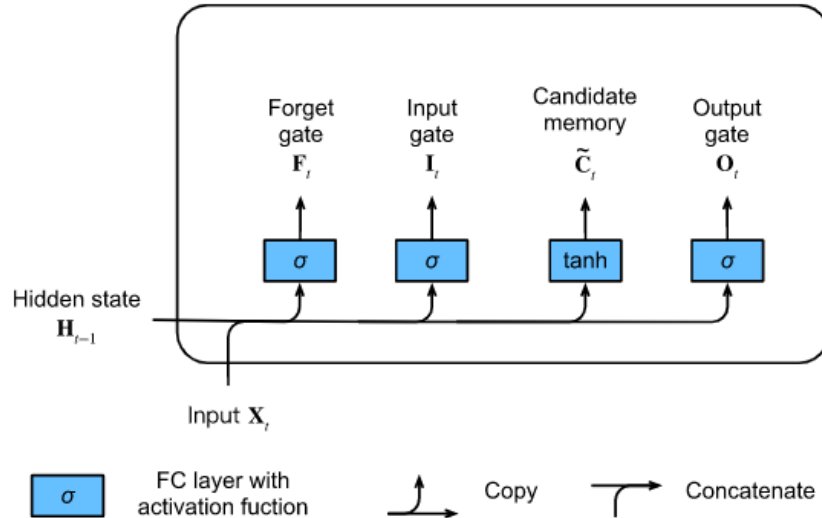 Forget gate
F_t
Input gate
I_t
Candidate memory
C̃_t
Output gate
O_t
σ
σ
tanh
σ
Hidden state
H_{t−1}
Input X_t
σ
FC layer with activation fuction
Copy
Concatenate